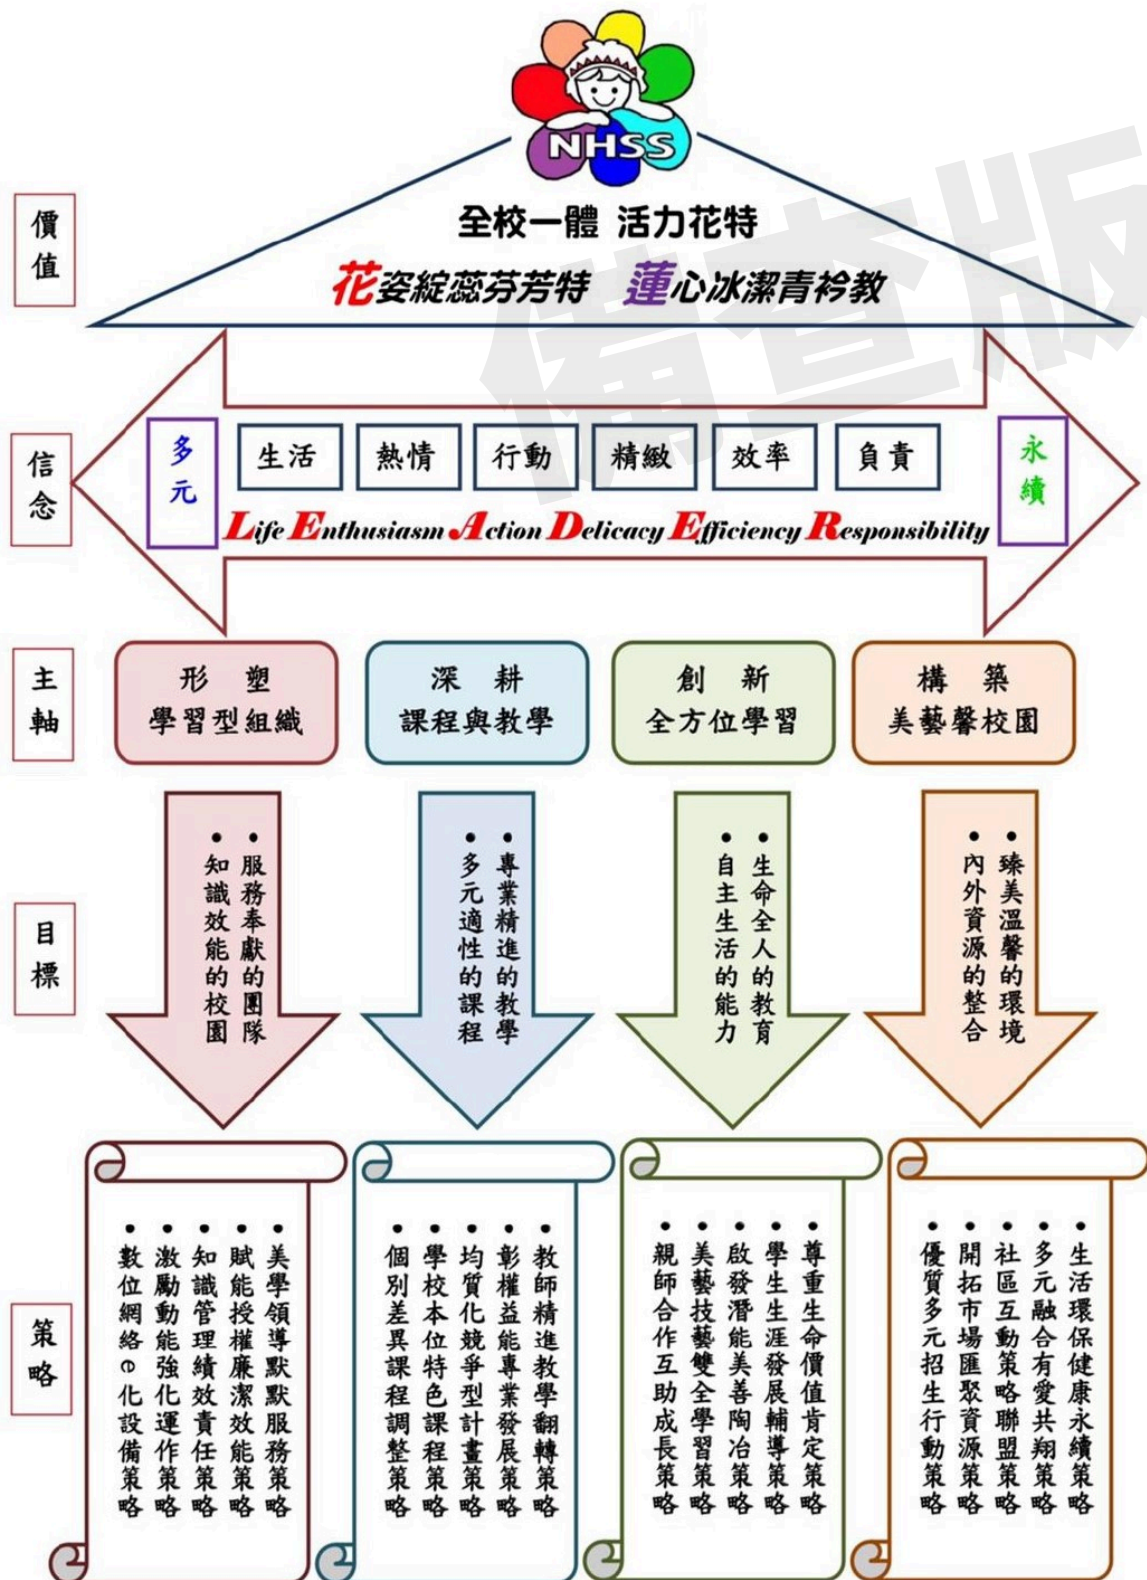 NHSS
全校一體 活力花特
花姿綻蕊芬芳特 蓮心冰潔青衿教
價值
信念
多元
生活
熱情
行動
精緻
效率
負責
永續
Life Enthusiasm Action Delicacy Efficiency Responsibility
主軸
形 塑
學習型組織
深 耕
課程與教學
創 新
全方位學習
構 築
美藝馨校園
目標
• 服務奉獻的團隊
• 知識效能的校園
• 專業精進的教學
• 多元適性的課程
• 生命全人的教育
• 自主生活的能力
• 臻美溫馨的環境
• 內外資源的整合
策略
• 美學領導默默服務策略
• 賦能授權廉潔效能策略
• 知識管理績效責任策略
• 激勵動能強化運作策略
• 數位網絡e化設備策略
• 教師精進教學翻轉策略
• 彰權益能專業發展策略
• 均質化競爭型計畫策略
• 學校本位特色課程策略
• 個別差異課程調整策略
• 尊重生命價值肯定策略
• 學生生涯發展輔導策略
• 啟發潛能美善陶冶策略
• 美藝技藝雙全學習策略
• 親師合作互助成長策略
• 生活環保健康永續策略
• 多元融合有愛共翔策略
• 社區互動策略聯盟策略
• 開拓市場匯聚資源策略
• 優質多元招生行動策略
備查版